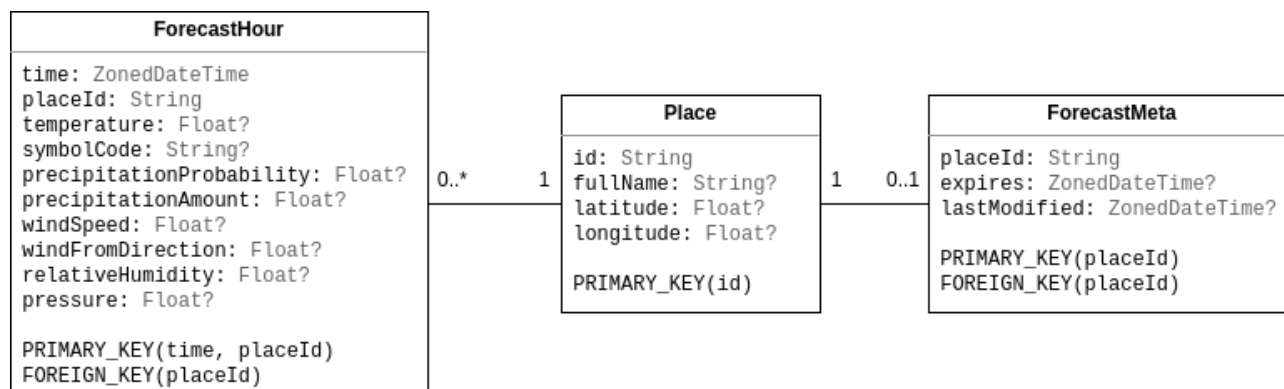 ForecastHour
time: ZonedDateTime
placeId: String
temperature: Float?
symbolCode: String?
precipitationProbability: Float?
precipitationAmount: Float?
windSpeed: Float?
windFromDirection: Float?
relativeHumidity: Float?
pressure: Float?
PRIMARY_KEY(time, placeId)
FOREIGN_KEY(placeId)
0..*
1
Place
id: String
fullName: String?
latitude: Float?
longitude: Float?
PRIMARY_KEY(id)
1
0..1
ForecastMeta
placeId: String
expires: ZonedDateTime?
lastModified: ZonedDateTime?
PRIMARY_KEY(placeId)
FOREIGN_KEY(placeId)